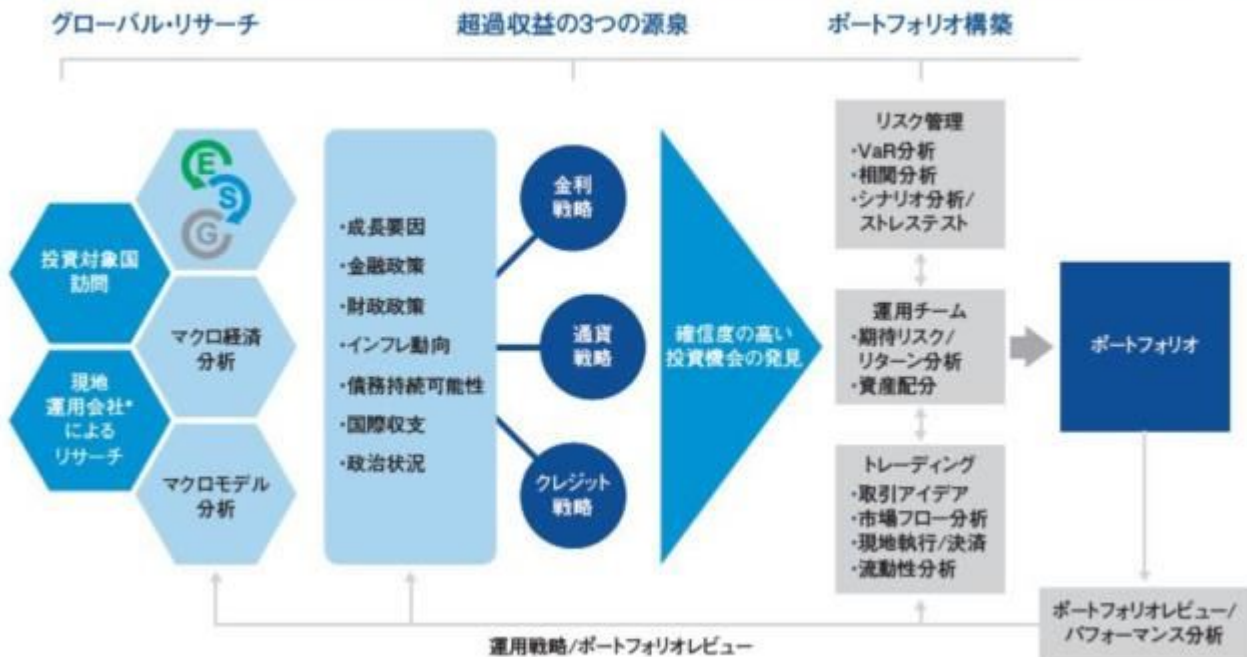 グローバル・リサーチ
超過収益の3つの源泉
ポートフォリオ構築
E
S
G
投資対象国
訪問
マクロ経済
分析
現地
運用会社*
による
リサーチ
マクロモデル
分析
・成長要因
・金融政策
・財政政策
・インフレ動向
・債務持続可能性
・国際収支
・政治状況
金利
戦略
通貨
戦略
クレジット
戦略
確信度の高い
投資機会の発見
リスク管理
・VaR分析
・相関分析
・シナリオ分析/
ストレステスト
運用チーム
・期待リスク/
リターン分析
・資産配分
トレーディング
・取引アイデア
・市場フロー分析
・現地執行/決済
・流動性分析
ポートフォリオ
ポートフォリオレビュー/
パフォーマンス分析
運用戦略/ポートフォリオレビュー